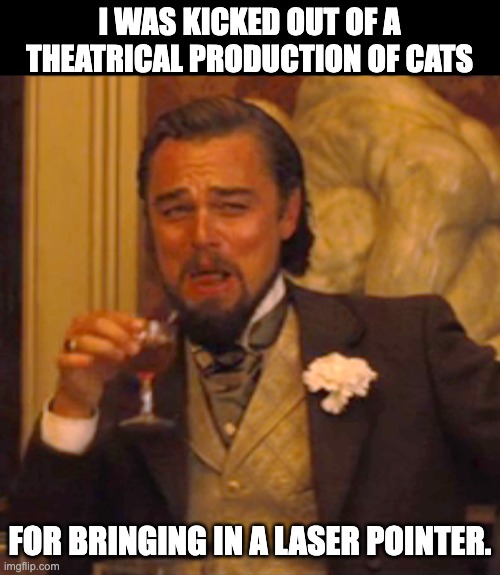 I WAS KICKED OUT OF A
THEATRICAL PRODUCTION OF CATS
FOR BRINGING IN A LASER POINTER.
imgflip.com